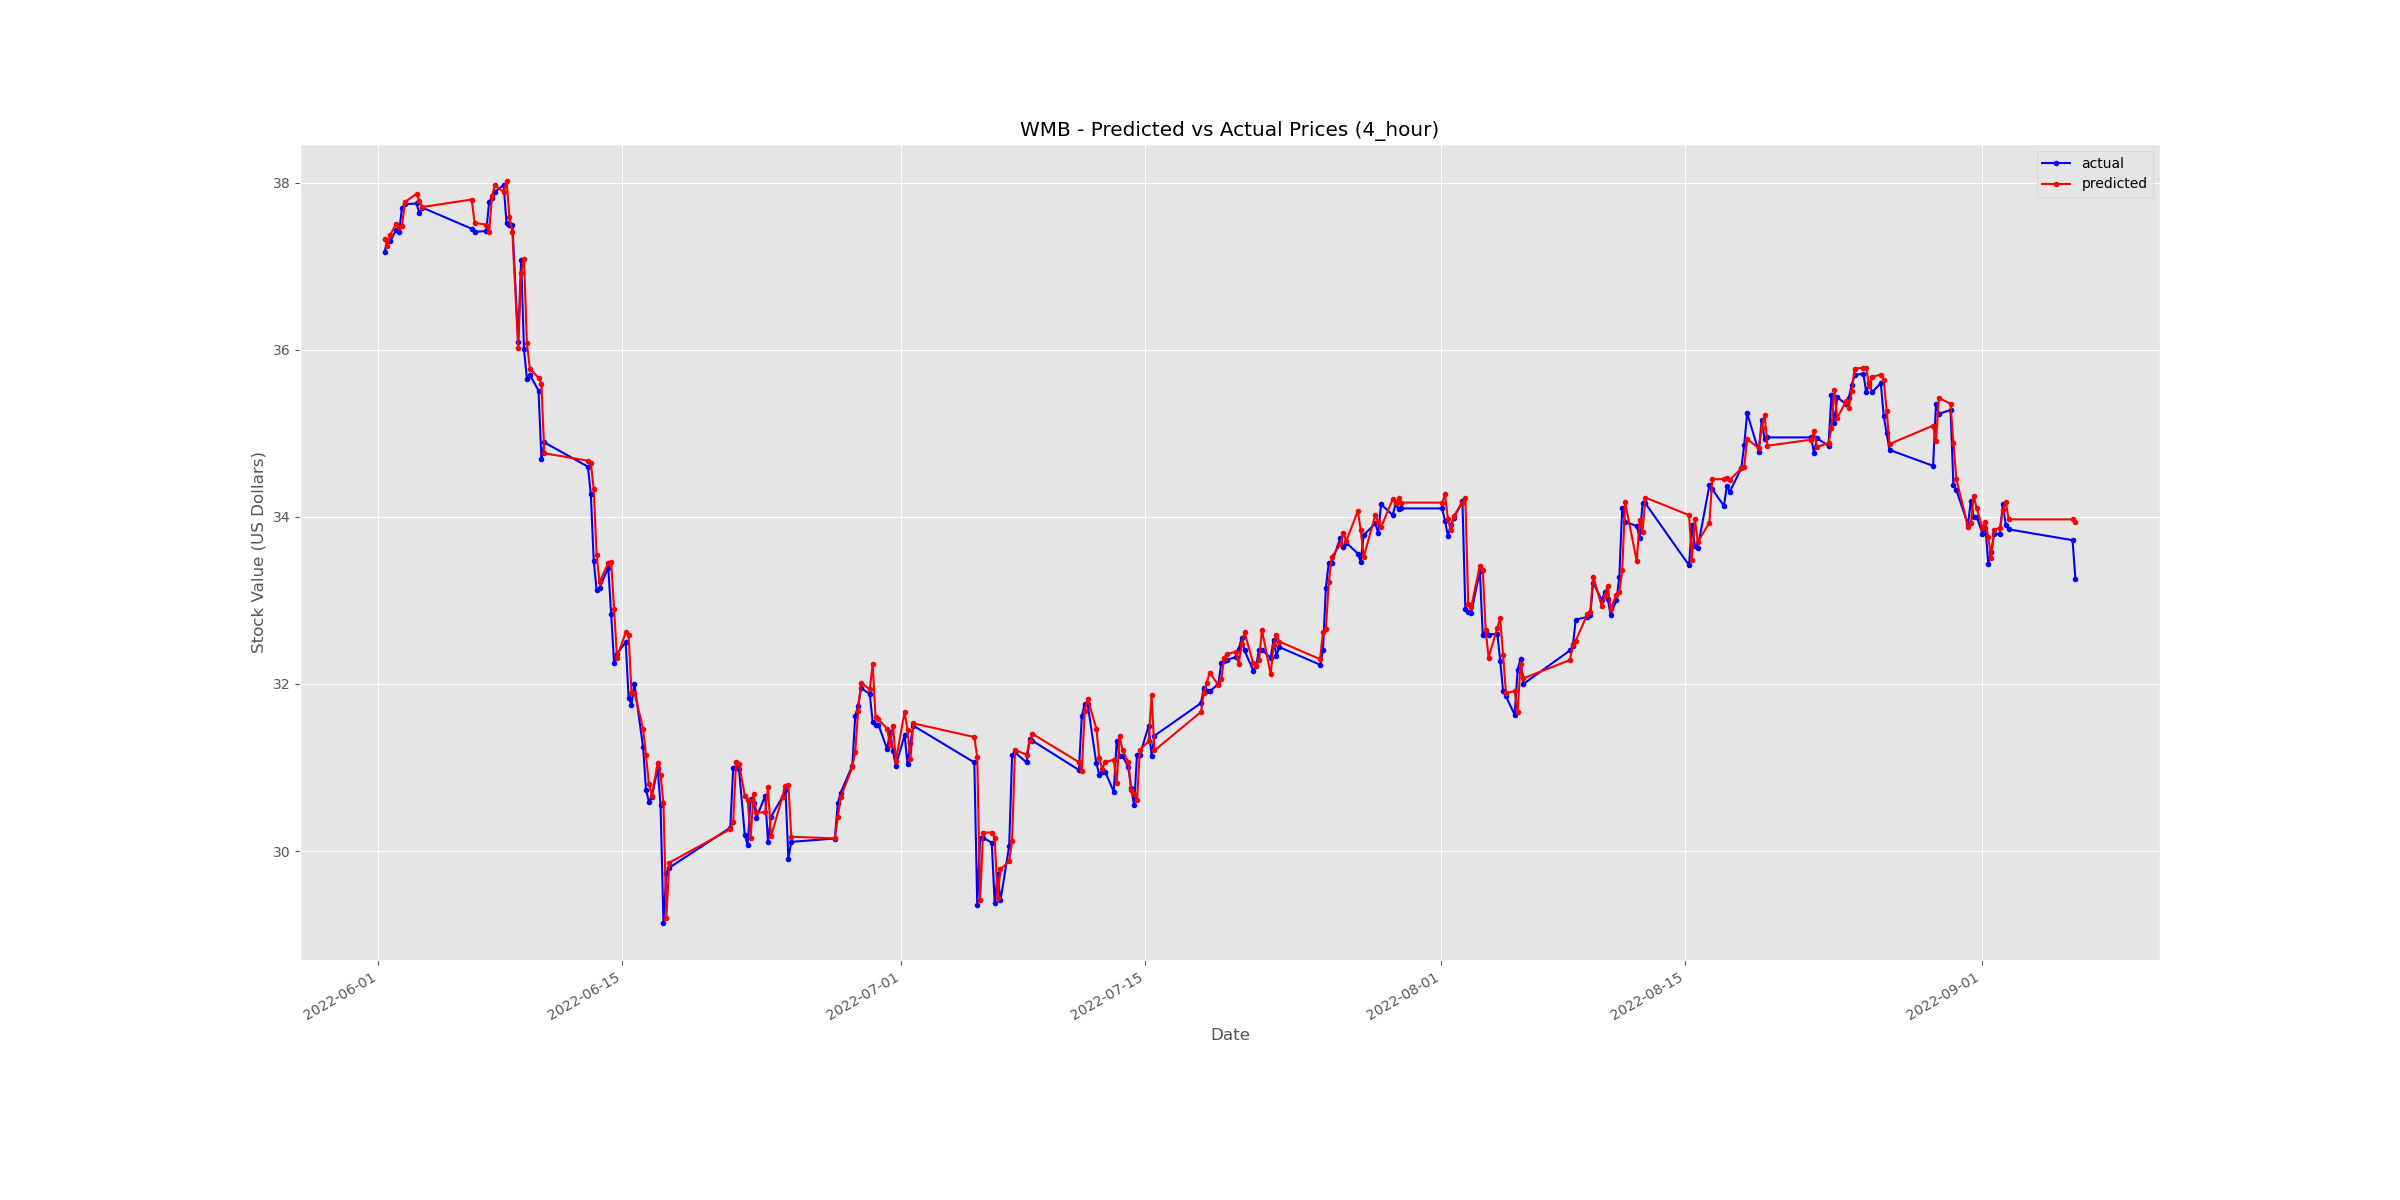 WMB - Predicted vs Actual Prices (4_hour)
actual
predicted
38
36
34
32
30
Stock Value (US Dollars)
2022-06-01
2022-06-15
2022-07-01
2022-07-15
2022-08-01
2022-08-15
2022-09-01
Date